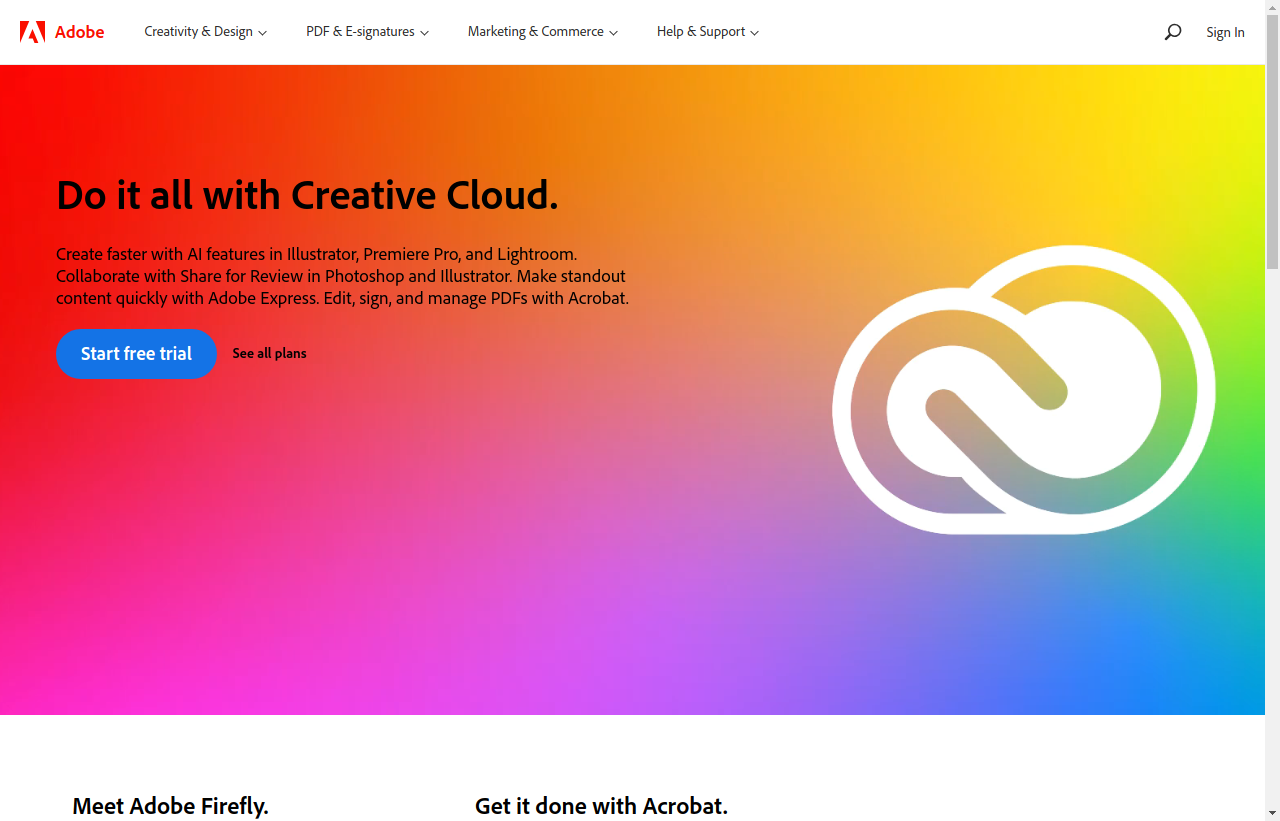 Adobe
Creativity & Design
PDF & E-signatures
Marketing & Commerce
Help & Support
Sign In
Do it all with Creative Cloud.
Create faster with AI features in Illustrator, Premiere Pro, and Lightroom.
Collaborate with Share for Review in Photoshop and Illustrator. Make standout
content quickly with Adobe Express. Edit, sign, and manage PDFs with Acrobat.
Start free trial
See all plans
Meet Adobe Firefly.
Get it done with Acrobat.